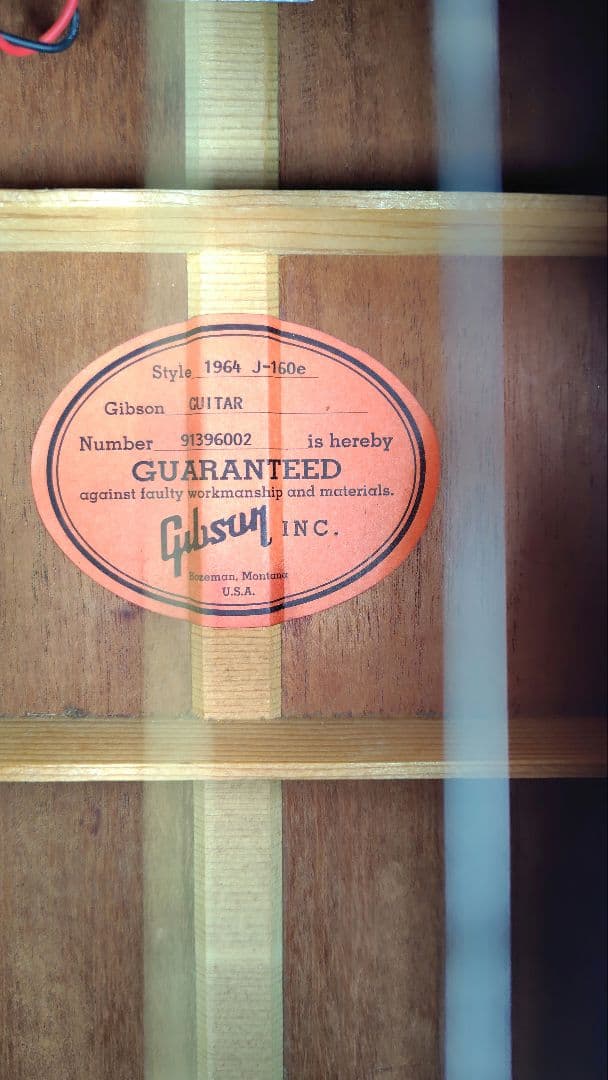 Style 1964 J-160e
Gibson GUITAR
Number 91396002 is hereby
GUARANTEED
against faulty workmanship and materials.
Gibson INC.
Bozeman, Montana
U.S.A.